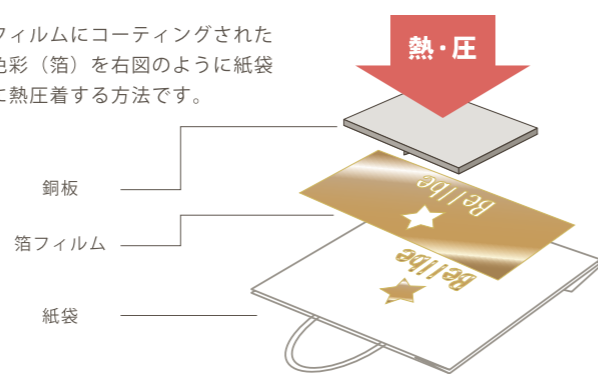 フィルムにコーティングされた
色彩（箔）を右図のように紙袋
に熱圧着する方法です。
熱・圧
銅板
箔フィルム
紙袋
Bellbe
Bellbe